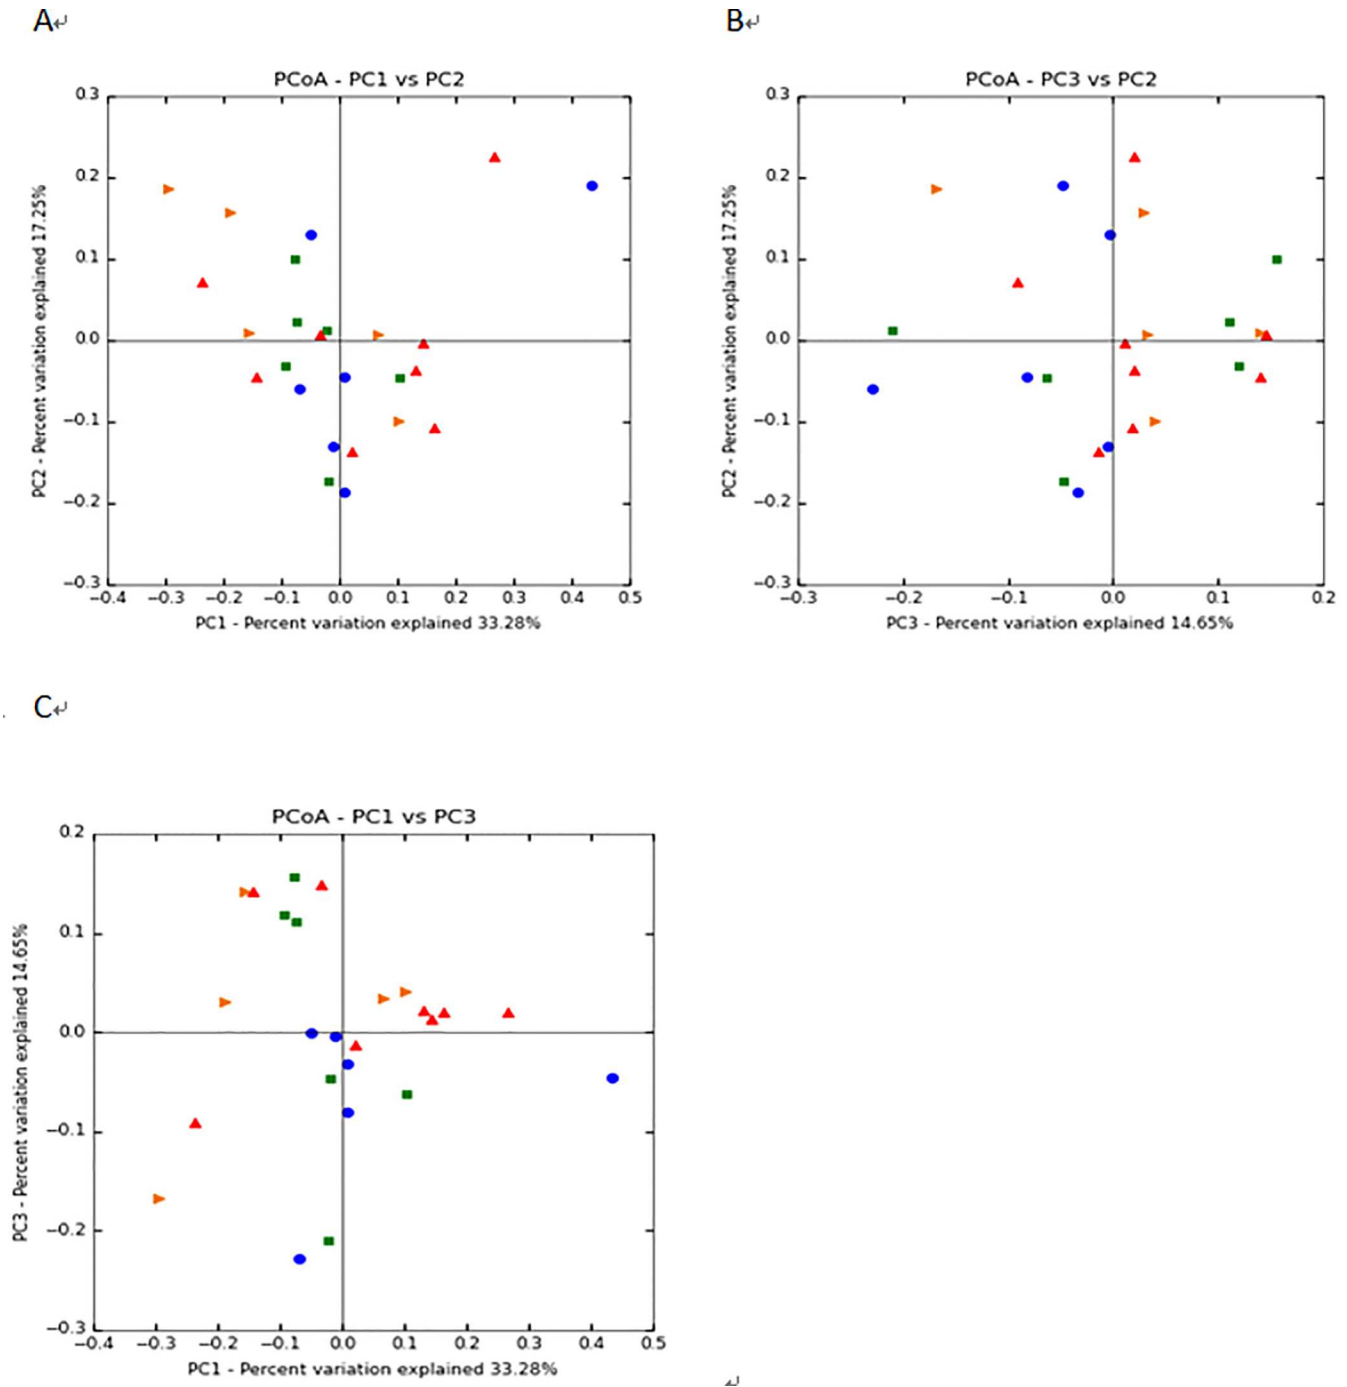 A↵
B↵
PCoA - PC1 vs PC2
0.3
0.2
0.1
0.0
−0.1
−0.2
−0.3
−0.4 −0.3 −0.2 −0.1 0.0 0.1 0.2 0.3 0.4 0.5
PC1 - Percent variation explained 33.28%
PC2 - Percent variation explained 17.25%
PCoA - PC3 vs PC2
0.3
0.2
0.1
0.0
−0.1
−0.2
−0.3
−0.3 −0.2 −0.1 0.0 0.1 0.2
PC3 - Percent variation explained 14.65%
PC2 - Percent variation explained 17.25%
C↵
PCoA - PC1 vs PC3
0.2
0.1
0.0
−0.1
−0.2
−0.3
−0.4 −0.3 −0.2 −0.1 0.0 0.1 0.2 0.3 0.4 0.5
PC1 - Percent variation explained 33.28%
PC3 - Percent variation explained 14.65%
↵